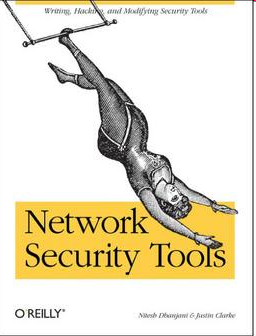 Writing, Hacking, and Modifying Security Tools
Network
Security Tools
O'REILLY®
Nitesh Dhanjani & Justin Clarke